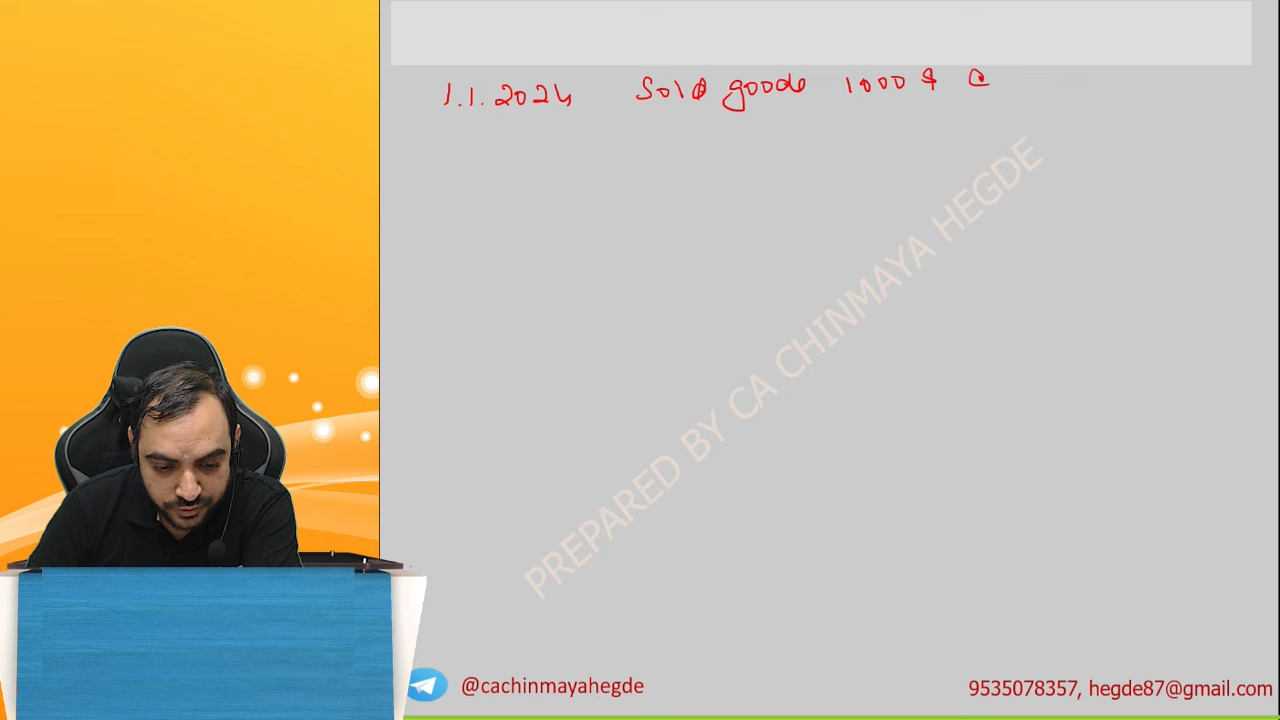 1.1.2024 Sold goods 1000 $ @
PREPARED BY CA CHINMAYA HEGDE
@cachinmayahegde
9535078357, hegde87@gmail.com